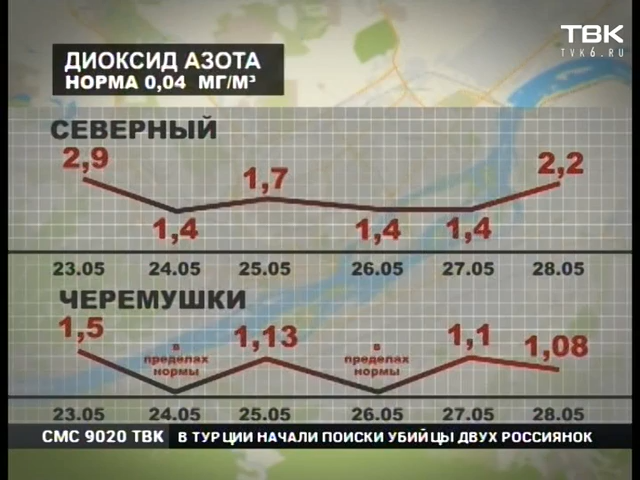 ТВК
TVK6.RU
ДИОКСИД АЗОТА
НОРМА 0,04 МГ/М³
СЕВЕРНЫЙ
2,9 1,4 1,7 1,4 1,4 2,2
23.05 24.05 25.05 26.05 27.05 28.05
ЧЕРЕМУШКИ
1,5 в пределах нормы 1,13 в пределах нормы 1,1 1,08
23.05 24.05 25.05 26.05 27.05 28.05
СМС 9020 ТВК В ТУРЦИИ НАЧАЛИ ПОИСКИ УБИЙЦЫ ДВУХ РОССИЯНОК